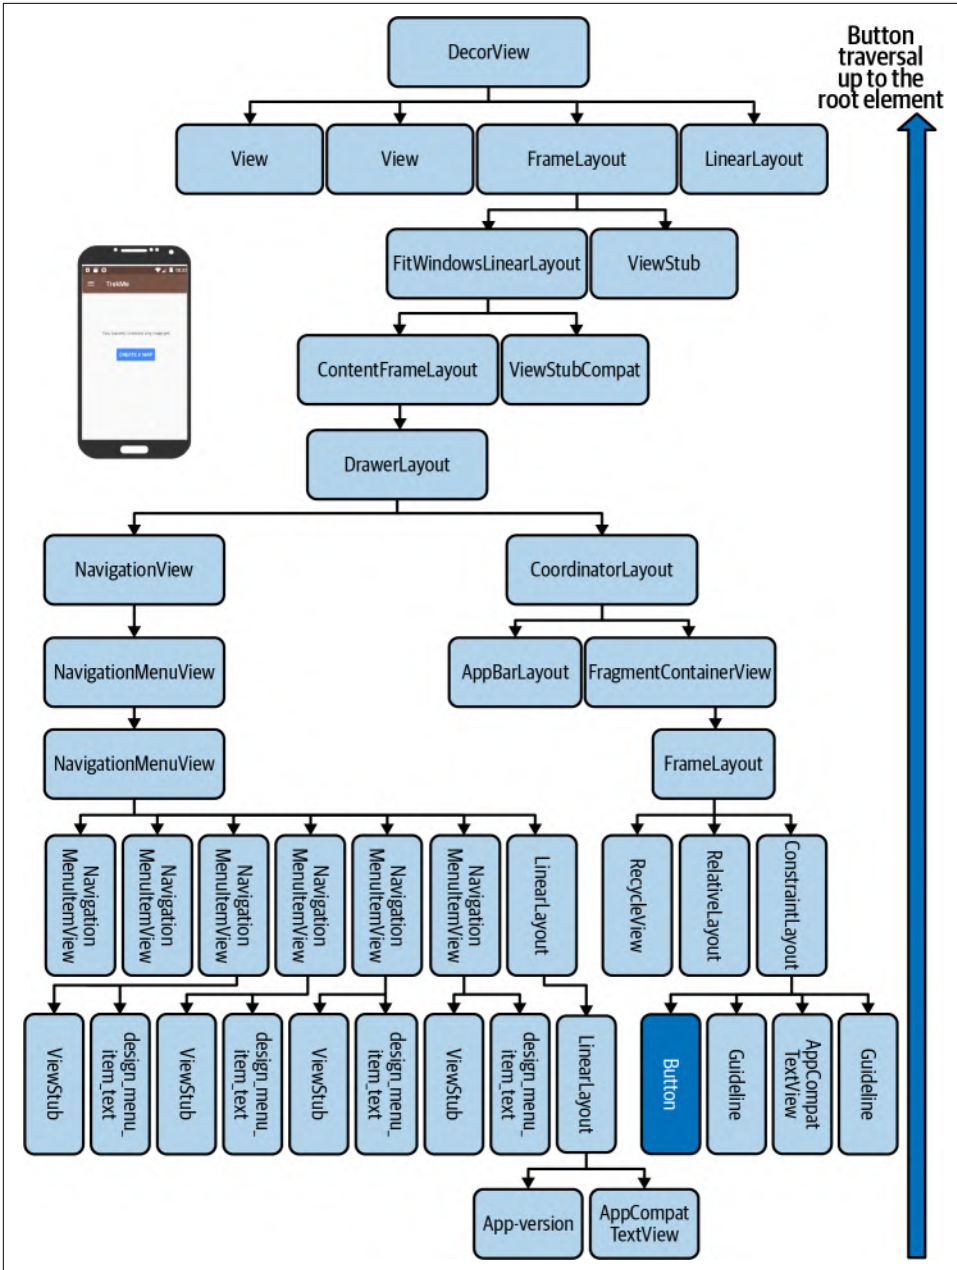 Button
traversal
up to the
root element
DecorView
View
View
FrameLayout
LinearLayout
FitWindowsLinearLayout
ViewStub
TrekMe
CREATE A MAP
ContentFrameLayout
ViewStubCompat
DrawerLayout
NavigationView
CoordinatorLayout
NavigationMenuView
AppBarLayout
FragmentContainerView
NavigationMenuView
FrameLayout
Navigation
MenuItemView
Navigation
MenuItemView
Navigation
MenuItemView
Navigation
MenuItemView
Navigation
MenuItemView
Navigation
MenuItemView
LinearLayout
RecycleView
RelativeLayout
ConstraintLayout
ViewStub
design_menu_
item_text
ViewStub
design_menu_
item_text
ViewStub
design_menu_
item_text
ViewStub
design_menu_
item_text
LinearLayout
Button
Guideline
AppCompat
TextView
Guideline
App-version
AppCompat
TextView